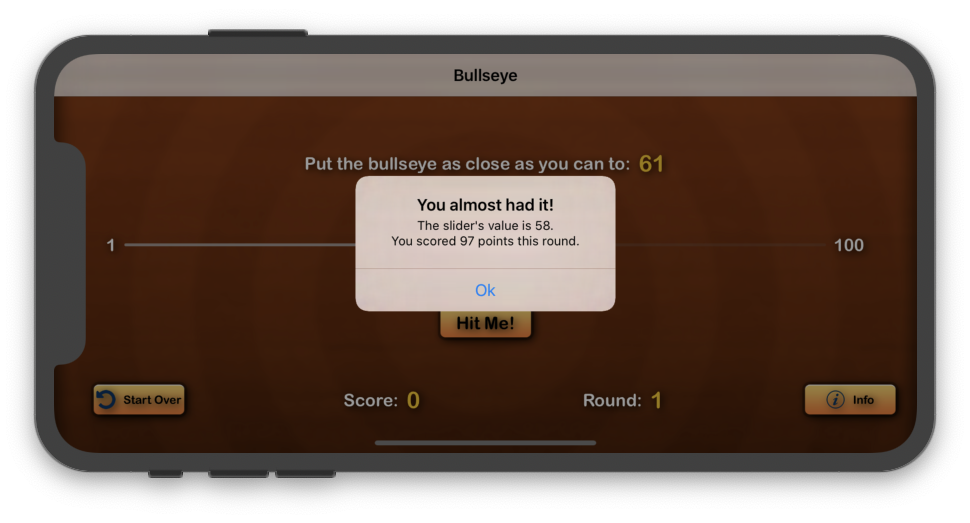 Bullseye
Put the bullseye as close as you can to: 61
You almost had it!
The slider's value is 58.
You scored 97 points this round.
1
100
Ok
Hit Me!
Start Over
Score: 0
Round: 1
Info